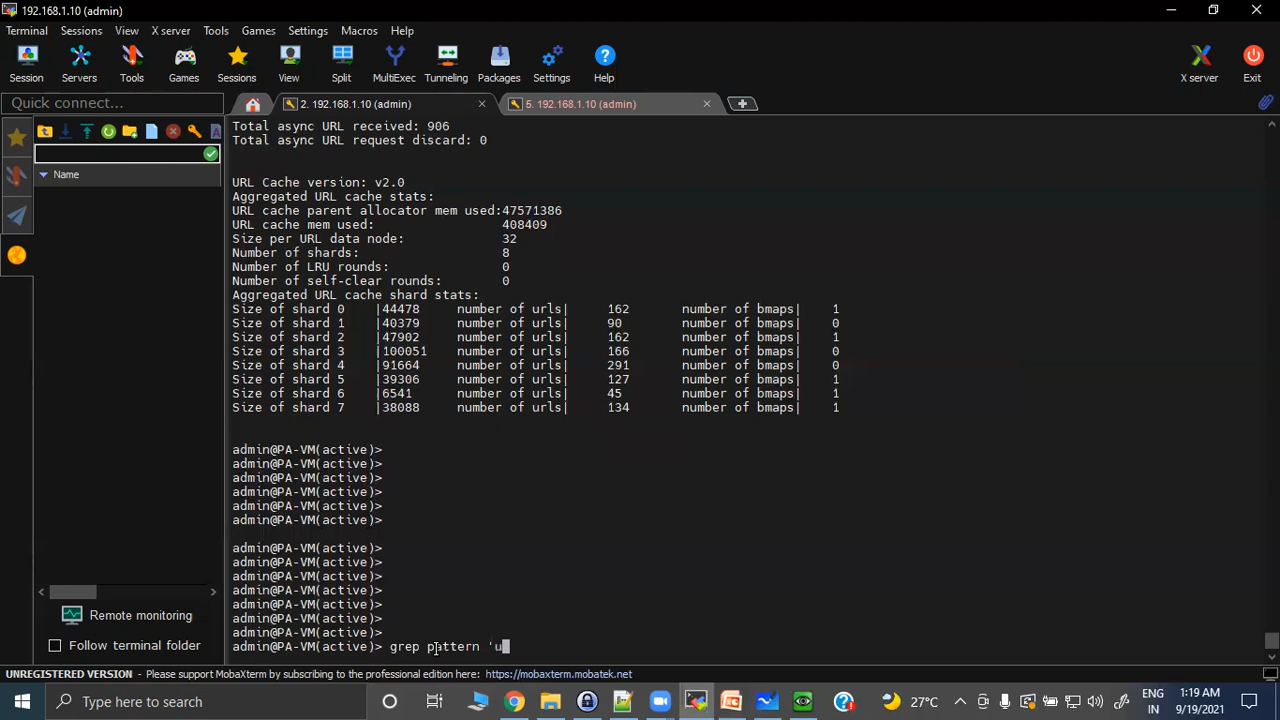 192.168.1.10 (admin)
Terminal Sessions View X server Tools Games Settings Macros Help
Session Servers Tools Games Sessions View Split MultiExec Tunneling Packages Settings Help X server Exit
Quick connect...
2. 192.168.1.10 (admin)
5. 192.168.1.10 (admin)
Name
Total async URL received: 906
Total async URL request discard: 0
URL Cache version: v2.0
Aggregated URL cache stats:
URL cache parent allocator mem used:47571386
URL cache mem used: 408409
Size per URL data node: 32
Number of shards: 8
Number of LRU rounds: 0
Number of self-clear rounds: 0
Aggregated URL cache shard stats:
Size of shard 0 |44478 number of urls| 162 number of bmaps| 1
Size of shard 1 |40379 number of urls| 90 number of bmaps| 0
Size of shard 2 |47902 number of urls| 162 number of bmaps| 1
Size of shard 3 |100051 number of urls| 166 number of bmaps| 0
Size of shard 4 |91664 number of urls| 291 number of bmaps| 0
Size of shard 5 |39306 number of urls| 127 number of bmaps| 1
Size of shard 6 |6541 number of urls| 45 number of bmaps| 1
Size of shard 7 |38088 number of urls| 134 number of bmaps| 1
admin@PA-VM(active)>
admin@PA-VM(active)>
admin@PA-VM(active)>
admin@PA-VM(active)>
admin@PA-VM(active)>
admin@PA-VM(active)>
admin@PA-VM(active)>
admin@PA-VM(active)>
admin@PA-VM(active)>
admin@PA-VM(active)>
admin@PA-VM(active)>
admin@PA-VM(active)>
admin@PA-VM(active)>
admin@PA-VM(active)> grep pattern 'u
Remote monitoring
Follow terminal folder
UNREGISTERED VERSION - Please support MobaXterm by subscribing to the professional edition here: https://mobaxterm.mobatek.net
Type here to search
27°C
ENG
IN
1:19 AM
9/19/2021